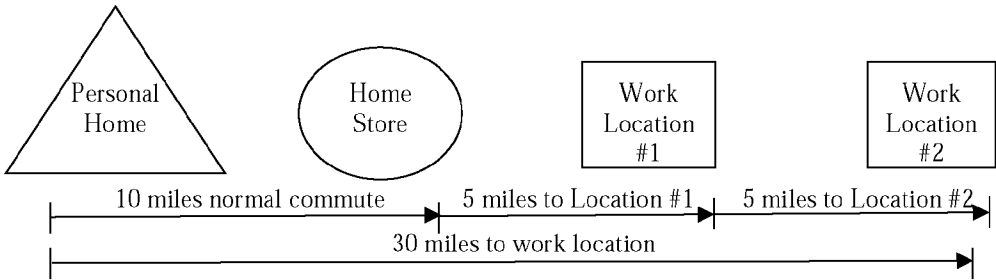 Personal
Home
Home
Store
Work
Location
#1
Work
Location
#2
10 miles normal commute
5 miles to Location #1
5 miles to Location #2
30 miles to work location